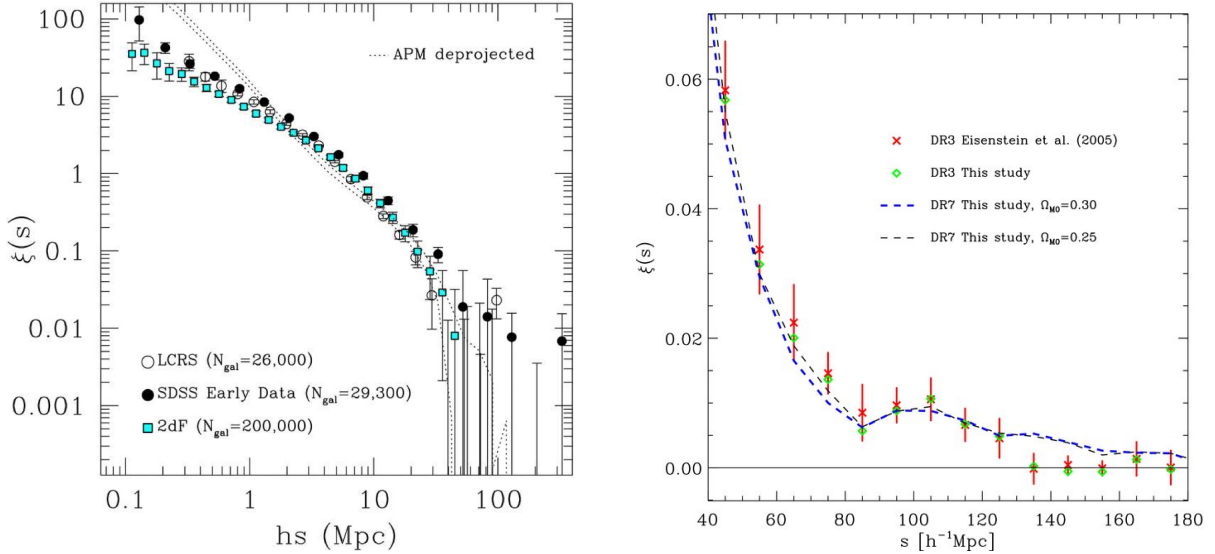 100
10
1
0.1
0.01
0.001
ξ(s)
APM deprojected
LCRS (N_gal=26,000)
SDSS Early Data (N_gal=29,300)
2dF (N_gal=200,000)
0.1
1
10
100
hs (Mpc)
0.06
0.04
0.02
0.00
ξ(s)
DR3 Eisenstein et al. (2005)
DR3 This study
DR7 This study, Ω_M0=0.30
DR7 This study, Ω_M0=0.25
40
60
80
100
120
140
160
180
s [h⁻¹Mpc]